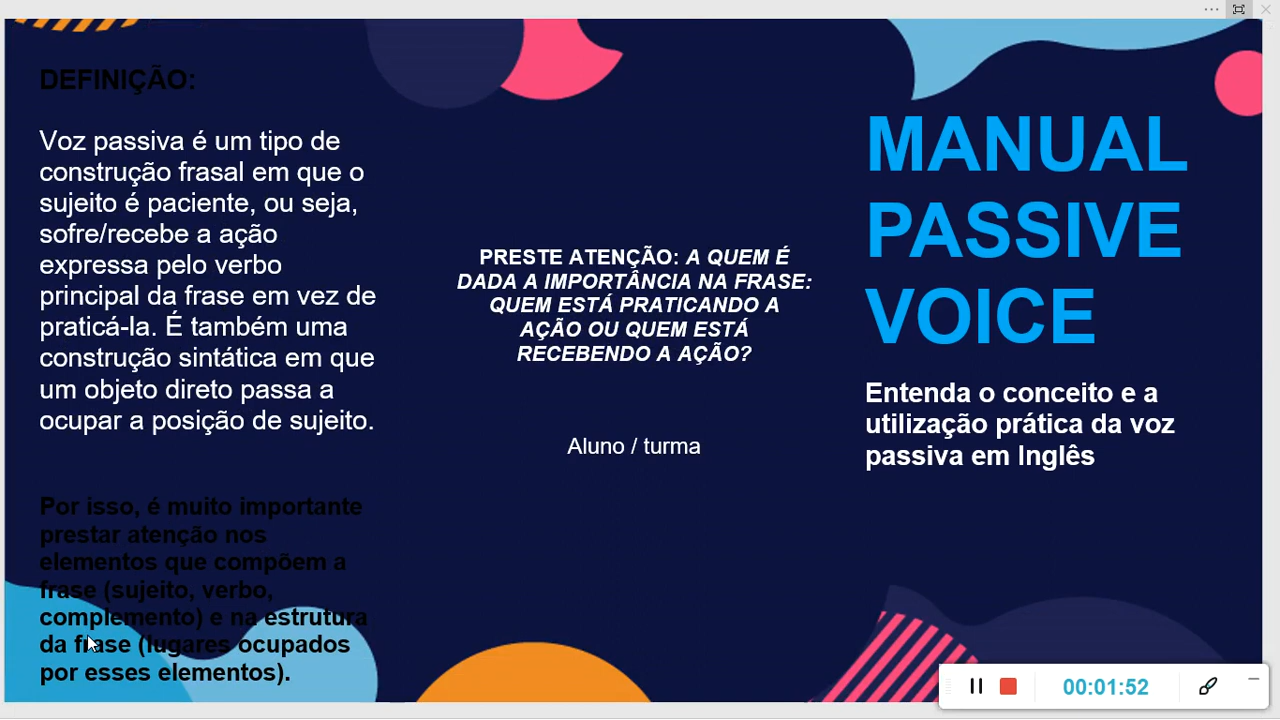 DEFINIÇÃO:
Voz passiva é um tipo de
construção frasal em que o
sujeito é paciente, ou seja,
sofre/recebe a ação
expressa pelo verbo
principal da frase em vez de
praticá-la. É também uma
construção sintática em que
um objeto direto passa a
ocupar a posição de sujeito.
Por isso, é muito importante
prestar atenção nos
elementos que compõem a
frase (sujeito, verbo,
complemento) e na estrutura
da frase (lugares ocupados
por esses elementos).
PRESTE ATENÇÃO: A QUEM É
DADA A IMPORTÂNCIA NA FRASE:
QUEM ESTÁ PRATICANDO A
AÇÃO OU QUEM ESTÁ
RECEBENDO A AÇÃO?
Aluno / turma
MANUAL
PASSIVE
VOICE
Entenda o conceito e a
utilização prática da voz
passiva em Inglês
00:01:52